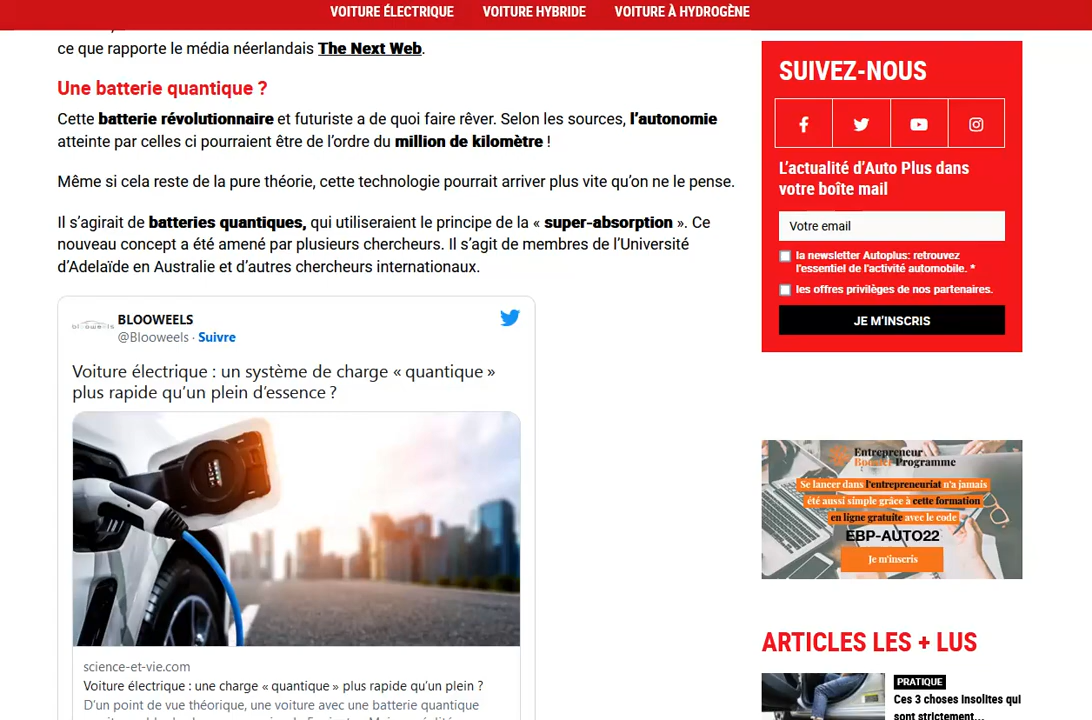 VOITURE ÉLECTRIQUE VOITURE HYBRIDE VOITURE À HYDROGÈNE
ce que rapporte le média néerlandais The Next Web.
Une batterie quantique ?
Cette batterie révolutionnaire et futuriste a de quoi faire rêver. Selon les sources, l’autonomie
atteinte par celles ci pourraient être de l’ordre du million de kilomètre !
Même si cela reste de la pure théorie, cette technologie pourrait arriver plus vite qu’on ne le pense.
Il s’agirait de batteries quantiques, qui utiliseraient le principe de la « super-absorption ». Ce
nouveau concept a été amené par plusieurs chercheurs. Il s’agit de membres de l’Université
d’Adelaïde en Australie et d’autres chercheurs internationaux.
blooweels
BLOOWEELS
@Blooweels · Suivre
Voiture électrique : un système de charge « quantique »
plus rapide qu’un plein d’essence ?
science-et-vie.com
Voiture électrique : une charge « quantique » plus rapide qu’un plein ?
D’un point de vue théorique, une voiture avec une batterie quantique
SUIVEZ-NOUS
L’actualité d’Auto Plus dans
votre boîte mail
Votre email
la newsletter Autoplus: retrouvez
l’essentiel de l’activité automobile. *
les offres privilèges de nos partenaires.
JE M’INSCRIS
Entrepreneur
Booster Programme
Se lancer dans l’entrepreneuriat n’a jamais
été aussi simple grâce à cette formation
en ligne gratuite avec le code
EBP-AUTO22
Je m’inscris
ARTICLES LES + LUS
PRATIQUE
Ces 3 choses insolites qui
sont strictement...